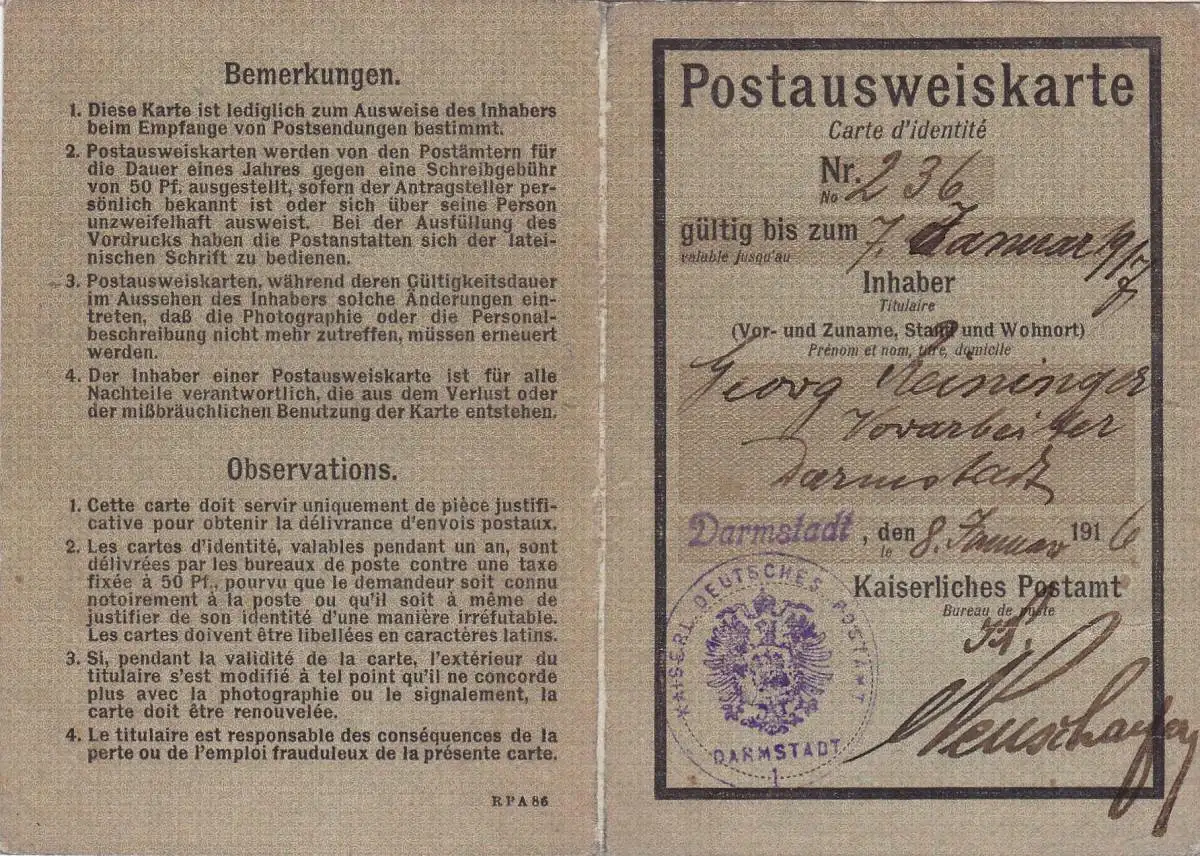 Bemerkungen.
1. Diese Karte ist lediglich zum Ausweise des Inhabers
beim Empfange von Postsendungen bestimmt.
2. Postausweiskarten werden von den Postämtern für
die Dauer eines Jahres gegen eine Schreibgebühr
von 50 Pf. ausgestellt, sofern der Antragsteller per-
sönlich bekannt ist oder sich über seine Person
unzweifelhaft ausweist. Bei der Ausfüllung des
Vordrucks haben die Postanstalten sich der latei-
nischen Schrift zu bedienen.
3. Postausweiskarten, während deren Gültigkeitsdauer
im Aussehen des Inhabers solche Änderungen ein-
treten, daß die Photographie oder die Personal-
beschreibung nicht mehr zutreffen, müssen erneuert
werden.
4. Der Inhaber einer Postausweiskarte ist für alle
Nachteile verantwortlich, die aus dem Verlust oder
der mißbräuchlichen Benutzung der Karte entstehen.
Observations.
1. Cette carte doit servir uniquement de pièce justifi-
cative pour obtenir la délivrance d'envois postaux.
2. Les cartes d'identité, valables pendant un an, sont
délivrées par les bureaux de poste contre une taxe
fixée à 50 Pf., pourvu que le demandeur soit connu
notoirement à la poste ou qu'il soit à même de
justifier de son identité d'une manière irréfutable.
Les cartes doivent être libellées en caractères latins.
3. Si, pendant la validité de la carte, l'extérieur du
titulaire s'est modifié à tel point qu'il ne concorde
plus avec la photographie ou le signalement, la
carte doit être renouvelée.
4. Le titulaire est responsable des conséquences de la
perte ou de l'emploi frauduleux de la présente carte.
RPA 86
Postausweiskarte
Carte d'identité
Nr. 236
No
gültig bis zum 7. Januar 1917
valable jusqu'au
Inhaber
Titulaire
(Vor- und Zuname, Stand und Wohnort)
Prénom et nom, titre, domicile
Georg Reininger
Vorarbeiter
Darmstadt
Darmstadt, den 8. Januar 1916
le
Kaiserliches Postamt
Bureau de poste
KAISERL. DEUTSCHES POSTAMT
DARMSTADT
1